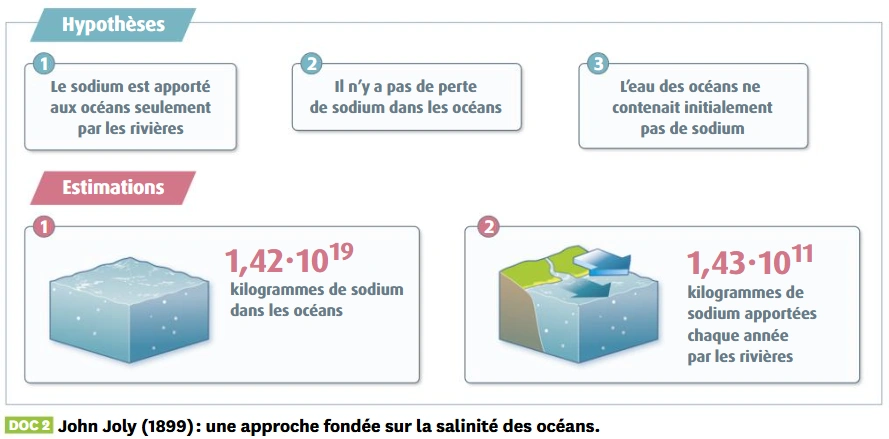 Hypothèses
1
Le sodium est apporté
aux océans seulement
par les rivières
2
Il n'y a pas de perte
de sodium dans les océans
3
L'eau des océans ne
contenait initialement
pas de sodium
Estimations
1
1,42·10¹⁹
kilogrammes de sodium
dans les océans
2
1,43·10¹¹
kilogrammes de
sodium apportées
chaque année
par les rivières
DOC 2 John Joly (1899) : une approche fondée sur la salinité des océans.